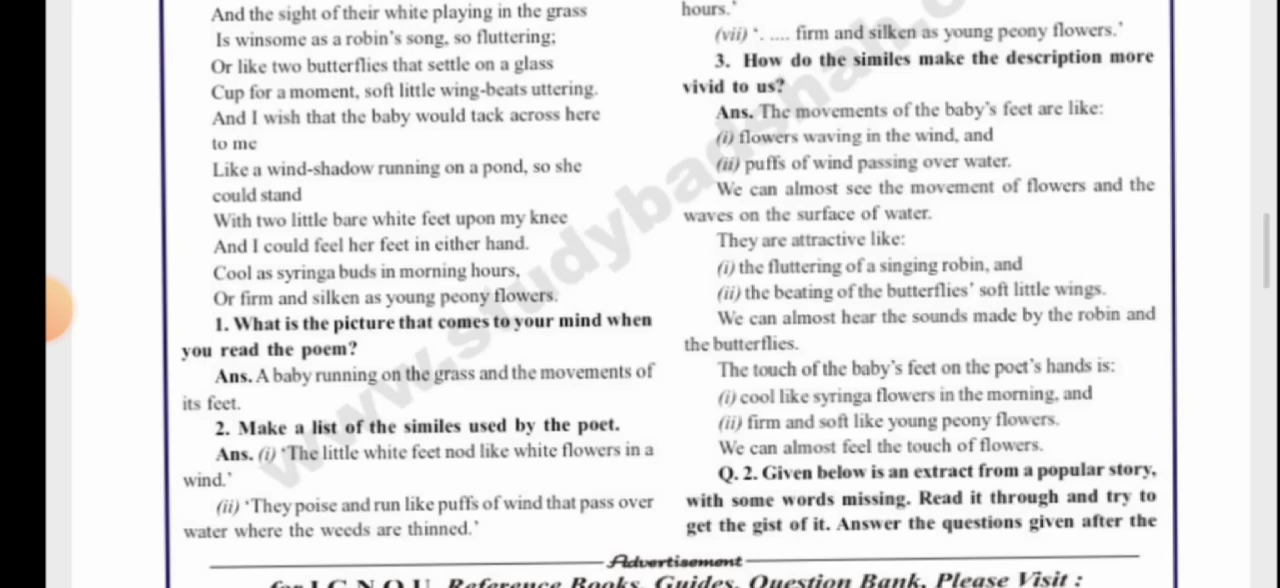 And the sight of their white playing in the grass
Is winsome as a robin's song, so fluttering;
Or like two butterflies that settle on a glass
Cup for a moment, soft little wing-beats uttering.
And I wish that the baby would tack across here
to me
Like a wind-shadow running on a pond, so she
could stand
With two little bare white feet upon my knee
And I could feel her feet in either hand.
Cool as syringa buds in morning hours,
Or firm and silken as young peony flowers.
1. What is the picture that comes to your mind when
you read the poem?
Ans. A baby running on the grass and the movements of
its feet.
2. Make a list of the similes used by the poet.
Ans. (i) 'The little white feet nod like white flowers in a
wind.'
(ii) 'They poise and run like puffs of wind that pass over
water where the weeds are thinned.'
hours.'
(vii) '. .... firm and silken as young peony flowers.'
3. How do the similes make the description more
vivid to us?
Ans. The movements of the baby's feet are like:
(i) flowers waving in the wind, and
(ii) puffs of wind passing over water.
We can almost see the movement of flowers and the
waves on the surface of water.
They are attractive like:
(i) the fluttering of a singing robin, and
(ii) the beating of the butterflies' soft little wings.
We can almost hear the sounds made by the robin and
the butterflies.
The touch of the baby's feet on the poet's hands is:
(i) cool like syringa flowers in the morning, and
(ii) firm and soft like young peony flowers.
We can almost feel the touch of flowers.
Q. 2. Given below is an extract from a popular story,
with some words missing. Read it through and try to
get the gist of it. Answer the questions given after the
Advertisement
for I.G.N.O.U. Reference Books, Guides, Question Bank, Please Visit :